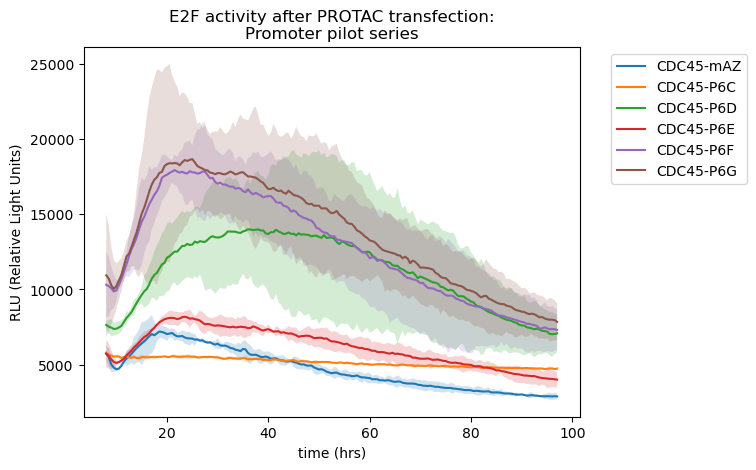 E2F activity after PROTAC transfection:
Promoter pilot series
RLU (Relative Light Units)
25000
20000
15000
10000
5000
20
40
60
80
100
time (hrs)
CDC45-mAZ
CDC45-P6C
CDC45-P6D
CDC45-P6E
CDC45-P6F
CDC45-P6G